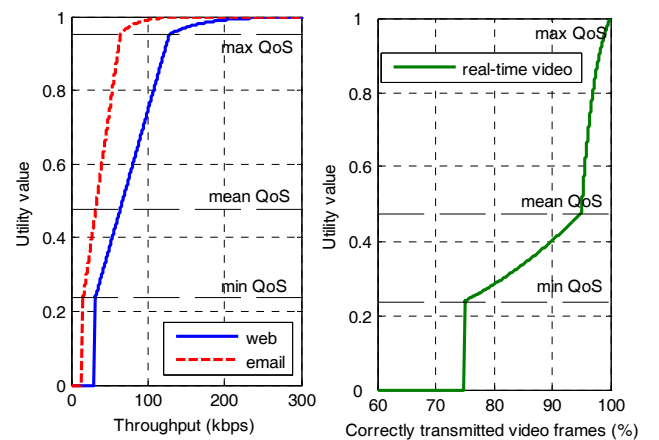 1
0.8
0.6
0.4
0.2
0
Utility value
max QoS
mean QoS
min QoS
web
email
0
100
200
300
Throughput (kbps)
1
0.8
0.6
0.4
0.2
0
Utility value
max QoS
real-time video
mean QoS
min QoS
60
70
80
90
100
Correctly transmitted video frames (%)